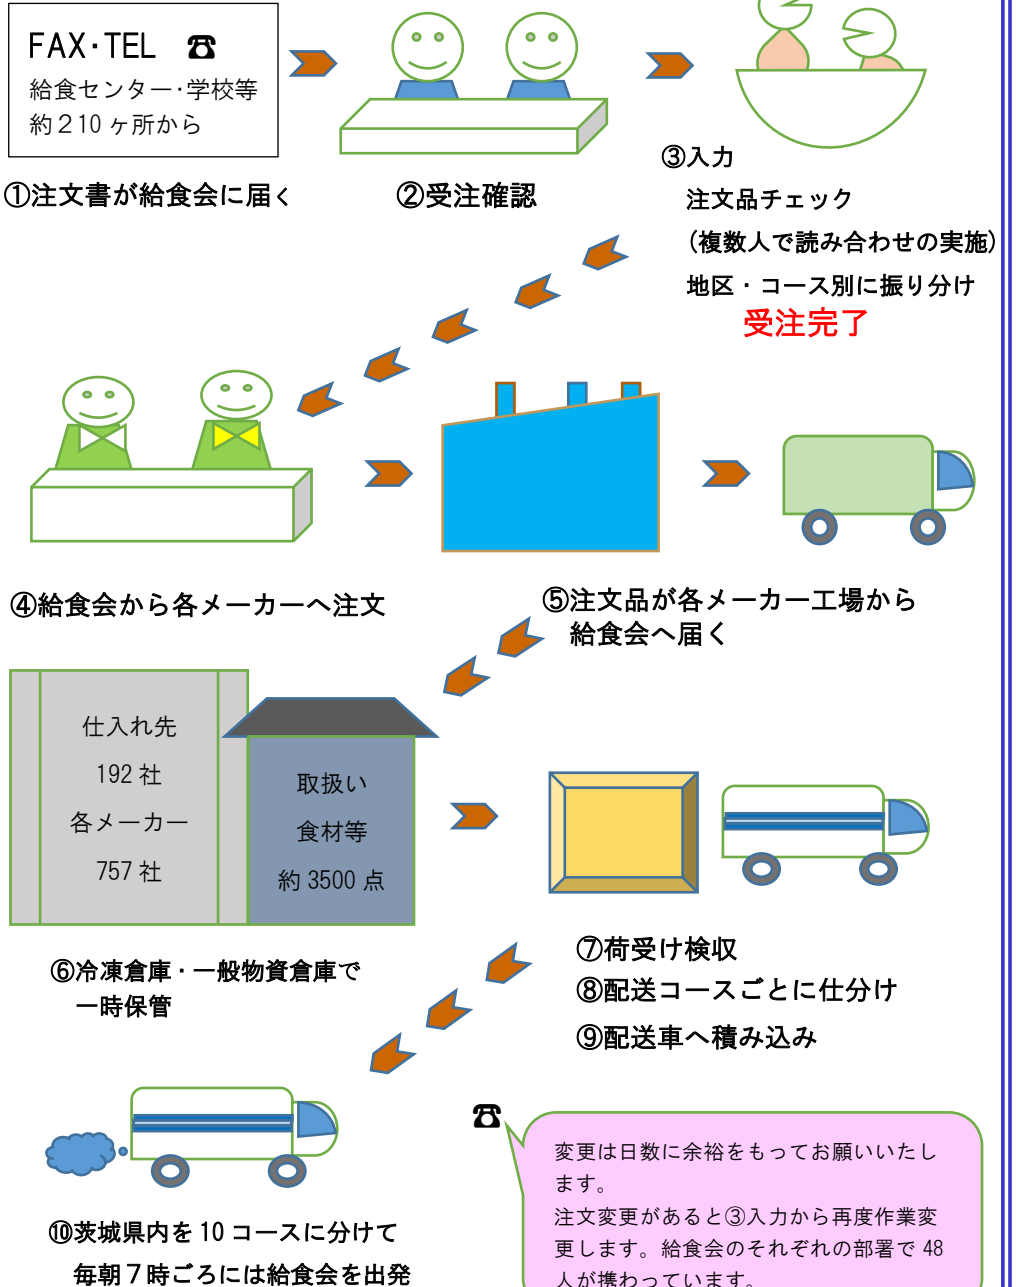 FAX・TEL ☎
給食センター・学校等
約210ヶ所から
①注文書が給食会に届く
②受注確認
③入力
注文品チェック
(複数人で読み合わせの実施)
地区・コース別に振り分け
受注完了
④給食会から各メーカーへ注文
⑤注文品が各メーカー工場から
給食会へ届く
仕入れ先
192社
各メーカー
757社
取扱い
食材等
約3500点
⑥冷凍倉庫・一般物資倉庫で
一時保管
⑦荷受け検収
⑧配送コースごとに仕分け
⑨配送車へ積み込み
⑩茨城県内を10コースに分けて
毎朝7時ごろには給食会を出発
☎
変更は日数に余裕をもってお願いいたし
ます。
注文変更があると③入力から再度作業変
更します。給食会のそれぞれの部署で48
人が携わっています。